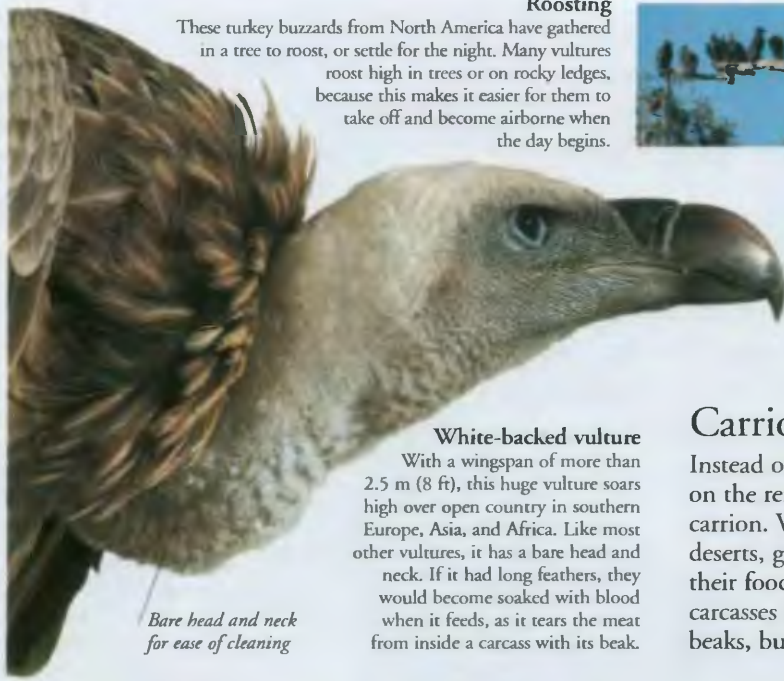 Roosting
These turkey buzzards from North America have gathered
in a tree to roost, or settle for the night. Many vultures
roost high in trees or on rocky ledges,
because this makes it easier for them to
take off and become airborne when
the day begins.
White-backed vulture
With a wingspan of more than
2.5 m (8 ft), this huge vulture soars
high over open country in southern
Europe, Asia, and Africa. Like most
other vultures, it has a bare head and
neck. If it had long feathers, they
would become soaked with blood
when it feeds, as it tears the meat
from inside a carcass with its beak.
Bare head and neck
for ease of cleaning
Instead o
on the re
carrion. V
deserts, g
their food
carcasses
beaks, bu